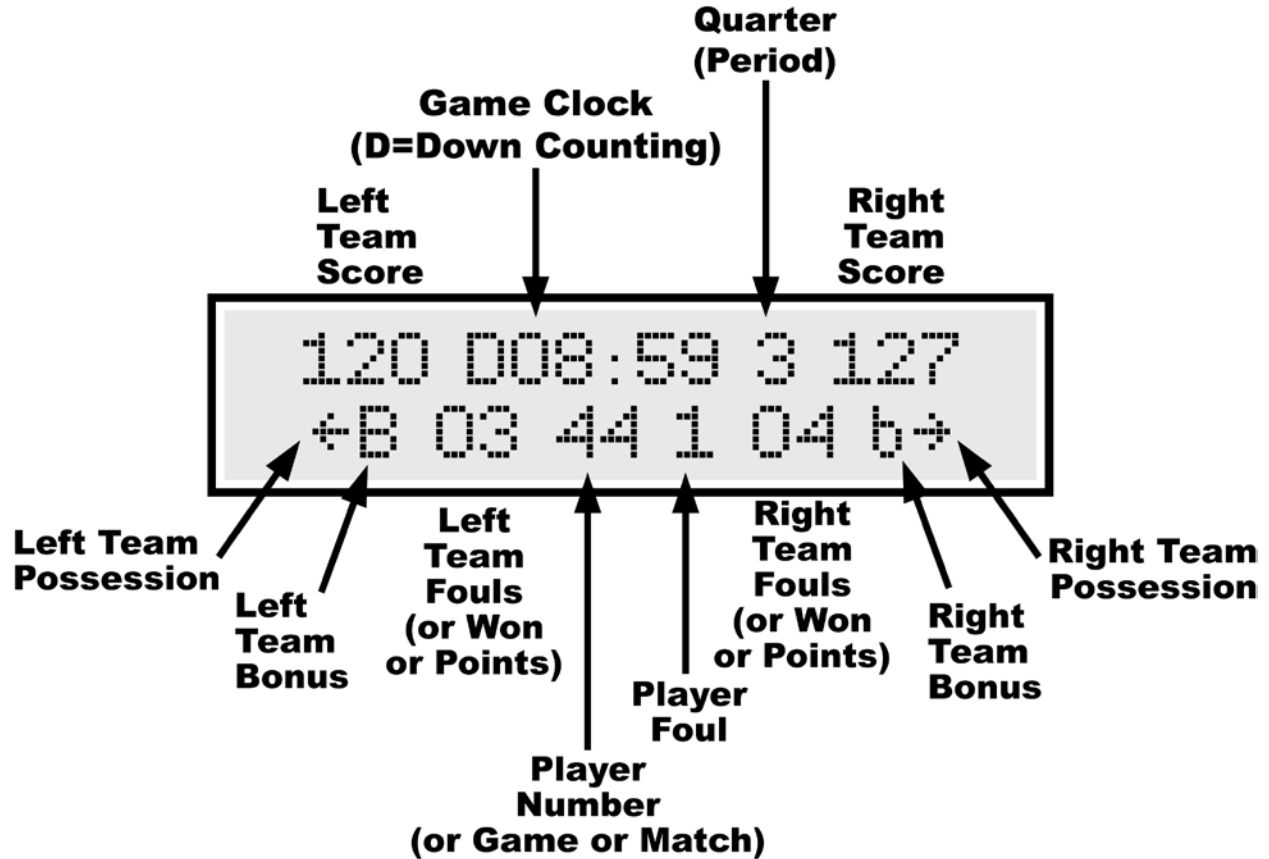 Quarter
(Period)
Game Clock
(D=Down Counting)
Left
Team
Score
Right
Team
Score
120 D08:59 3 127
←B 03 44 1 04 b→
Left Team
Possession
Left
Team
Bonus
Left
Team
Fouls
(or Won
or Points)
Player
Number
(or Game or Match)
Player
Foul
Right
Team
Fouls
(or Won
or Points)
Right
Team
Bonus
Right Team
Possession